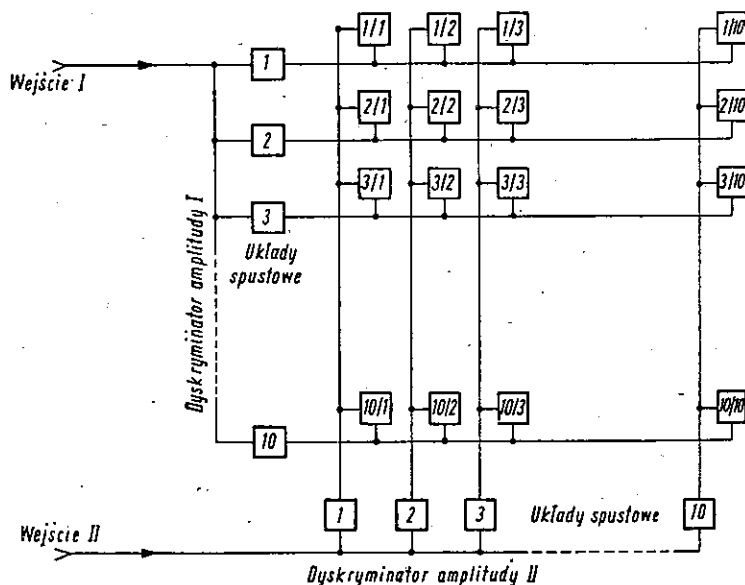 1/1 1/2 1/3 1/10
Wejście I
1
2/1 2/2 2/3 2/10
2
3/1 3/2 3/3 3/10
3
Układy
spustowe
Dyskryminator amplitudy I
10/1 10/2 10/3 10/10
10
1 2 3 Układy spustowe 10
Wejście II
Dyskryminator amplitudy II